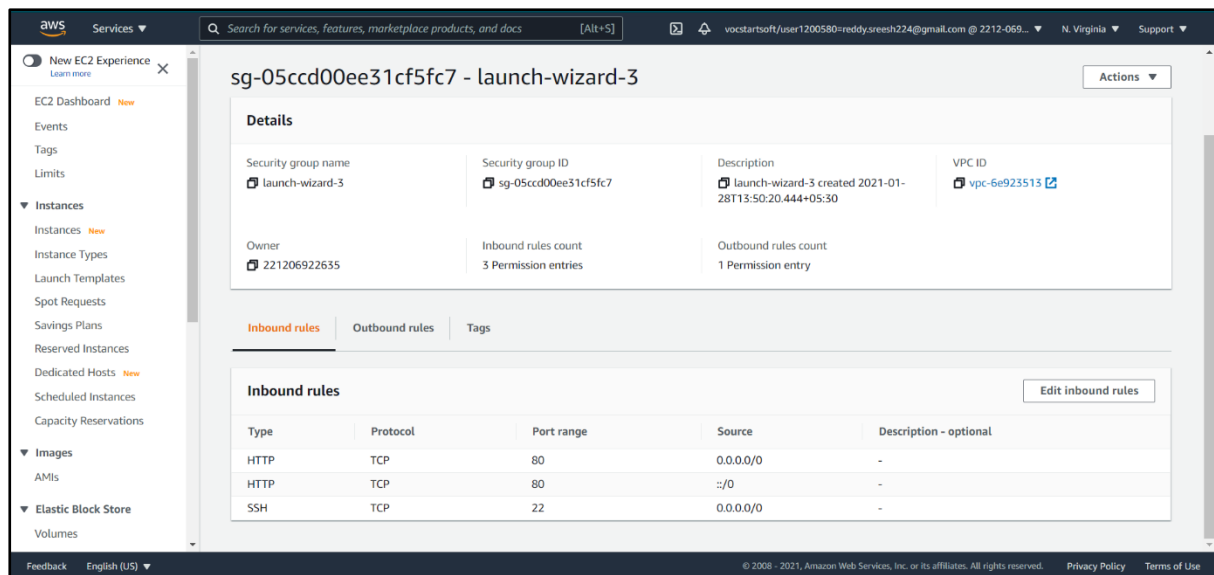 aws
Services ▼
Search for services, features, marketplace products, and docs [Alt+S]
vocstartsoft/user1200580=reddy.sreesh224@gmail.com @ 2212-069... ▼
N. Virginia ▼
Support ▼
New EC2 Experience
Learn more
EC2 Dashboard New
Events
Tags
Limits
▼ Instances
Instances New
Instance Types
Launch Templates
Spot Requests
Savings Plans
Reserved Instances
Dedicated Hosts New
Scheduled Instances
Capacity Reservations
▼ Images
AMIs
▼ Elastic Block Store
Volumes
sg-05ccd00ee31cf5fc7 - launch-wizard-3
Actions ▼
Details
Security group name
launch-wizard-3
Security group ID
sg-05ccd00ee31cf5fc7
Description
launch-wizard-3 created 2021-01-
28T13:50:20.444+05:30
VPC ID
vpc-6e923513
Owner
221206922635
Inbound rules count
3 Permission entries
Outbound rules count
1 Permission entry
Inbound rules Outbound rules Tags
Inbound rules
Edit inbound rules
Type Protocol Port range Source Description - optional
HTTP TCP 80 0.0.0.0/0 -
HTTP TCP 80 ::/0 -
SSH TCP 22 0.0.0.0/0 -
Feedback English (US) ▼
© 2008 - 2021, Amazon Web Services, Inc. or its affiliates. All rights reserved. Privacy Policy Terms of Use